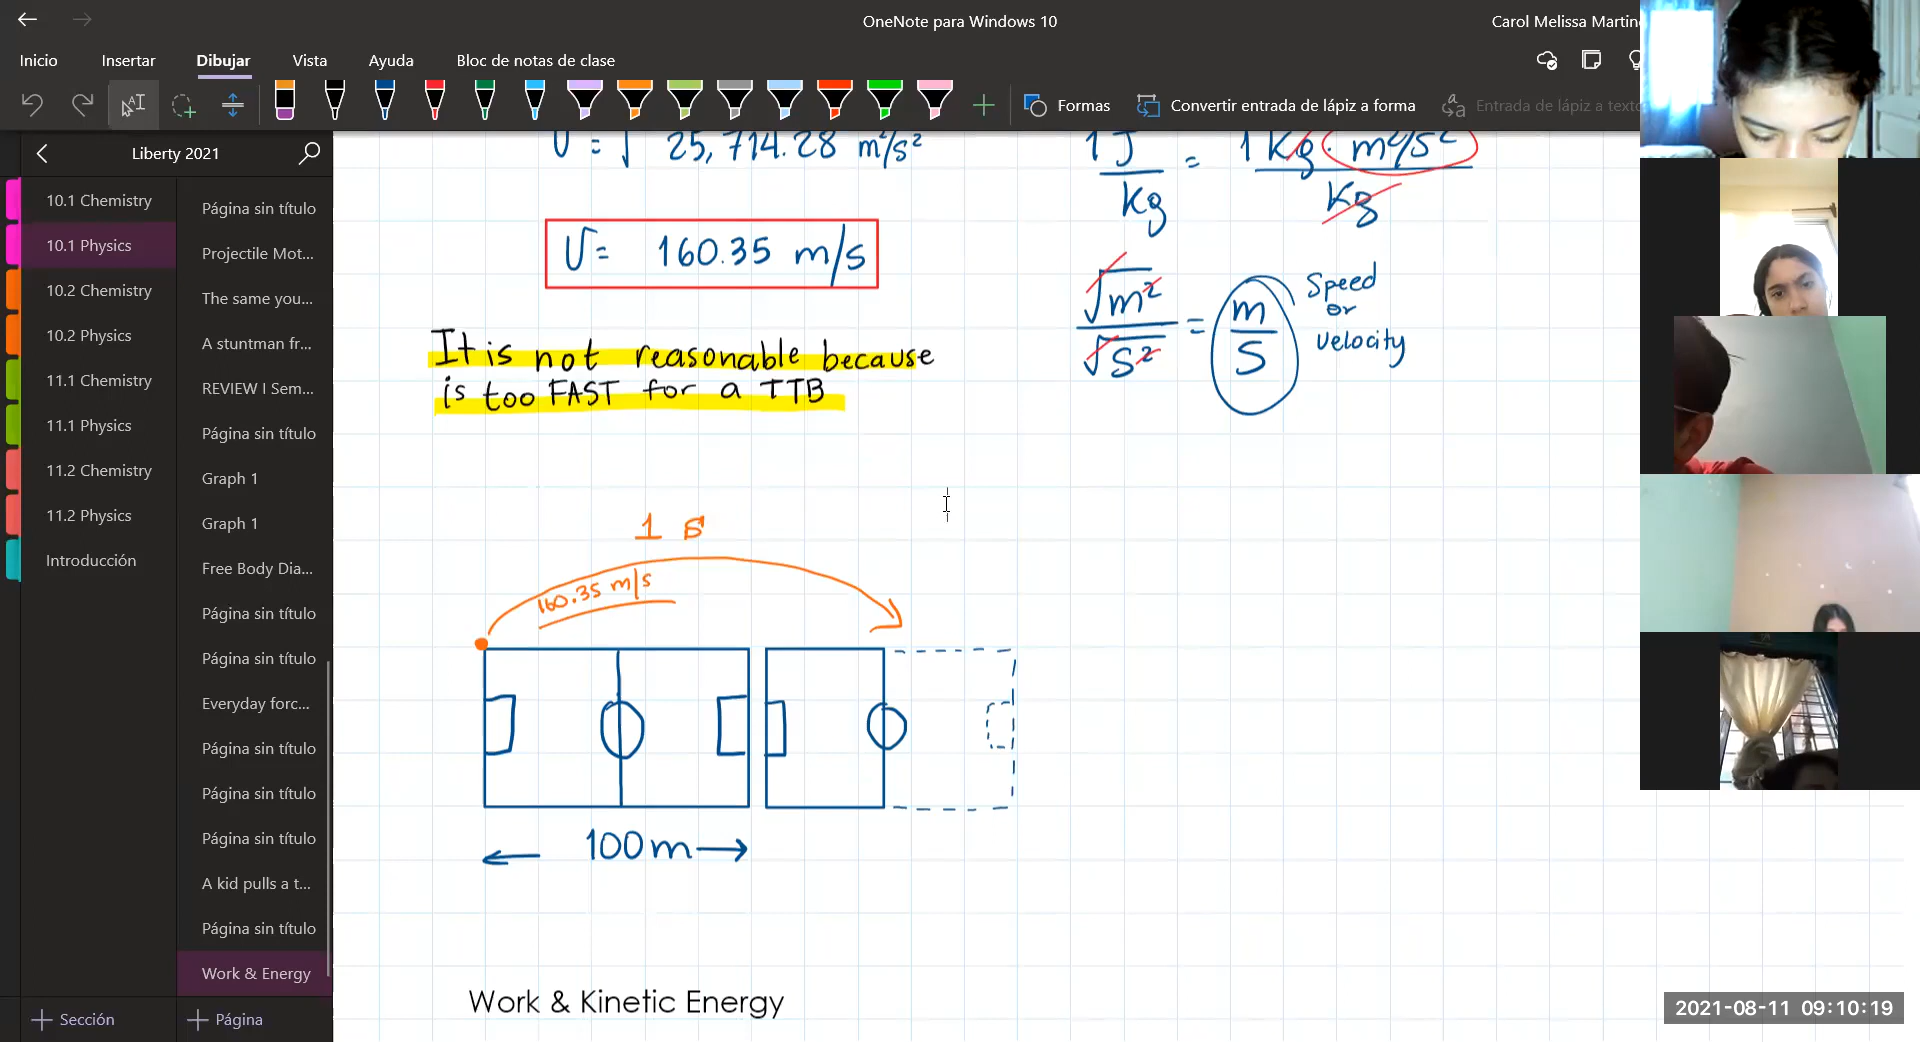 OneNote para Windows 10
Carol Melissa Martin
Inicio
Insertar
Dibujar
Vista
Ayuda
Bloc de notas de clase
Formas
Convertir entrada de lápiz a forma
Entrada de lápiz a texto
Liberty 2021
10.1 Chemistry
10.1 Physics
10.2 Chemistry
10.2 Physics
11.1 Chemistry
11.1 Physics
11.2 Chemistry
11.2 Physics
Introducción
Sección
Página sin título
Projectile Mot...
The same you...
A stuntman fr...
REVIEW I Sem...
Página sin título
Graph 1
Graph 1
Free Body Dia...
Página sin título
Página sin título
Everyday forc...
Página sin título
Página sin título
Página sin título
A kid pulls a t...
Página sin título
Work & Energy
Página
v = √ 25,714.28 m²/s²
v = 160.35 m/s
It is not reasonable because
is too FAST for a TTB
1 J / kg = 1 kg · m²/s² / kg
√m² / √s² = m / s
Speed
or
velocity
1 s
160.35 m/s
100m
Work & Kinetic Energy
2021-08-11 09:10:19